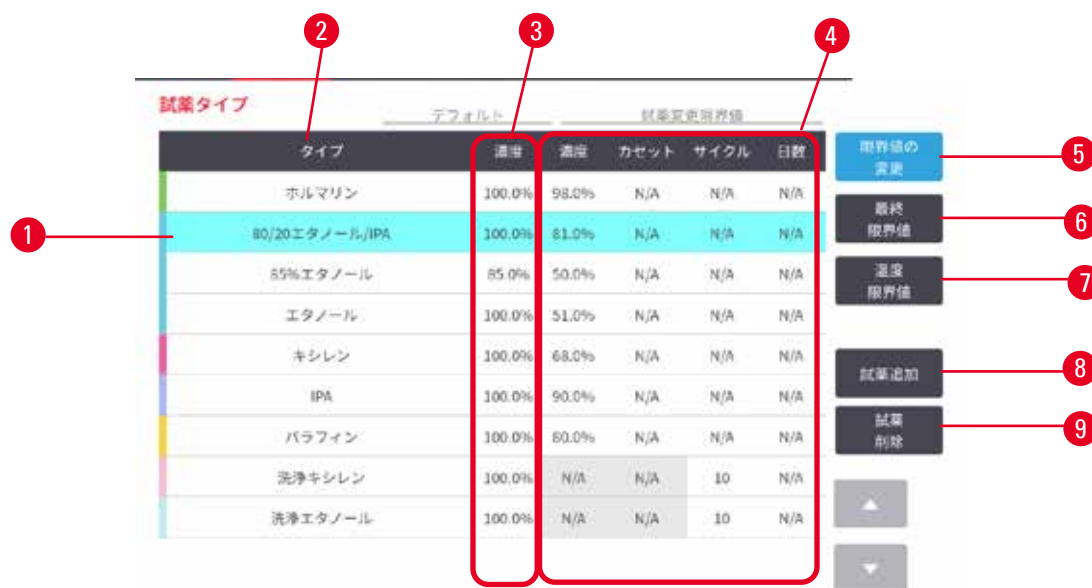 2
3
4
試薬タイプ
デフォルト 試薬変更限界値
タイプ 濃度 濃度 カセット サイクル 日数
ホルマリン 100.0% 98.0% N/A N/A N/A
80/20エタノール/IPA 100.0% 81.0% N/A N/A N/A
85%エタノール 85.0% 50.0% N/A N/A N/A
エタノール 100.0% 51.0% N/A N/A N/A
キシレン 100.0% 68.0% N/A N/A N/A
IPA 100.0% 90.0% N/A N/A N/A
パラフィン 100.0% 80.0% N/A N/A N/A
洗浄キシレン 100.0% N/A N/A 10 N/A
洗浄エタノール 100.0% N/A N/A 10 N/A
1
限界値の
変更
5
最終
限界値
6
温度
限界値
7
試薬追加
8
試薬
削除
9